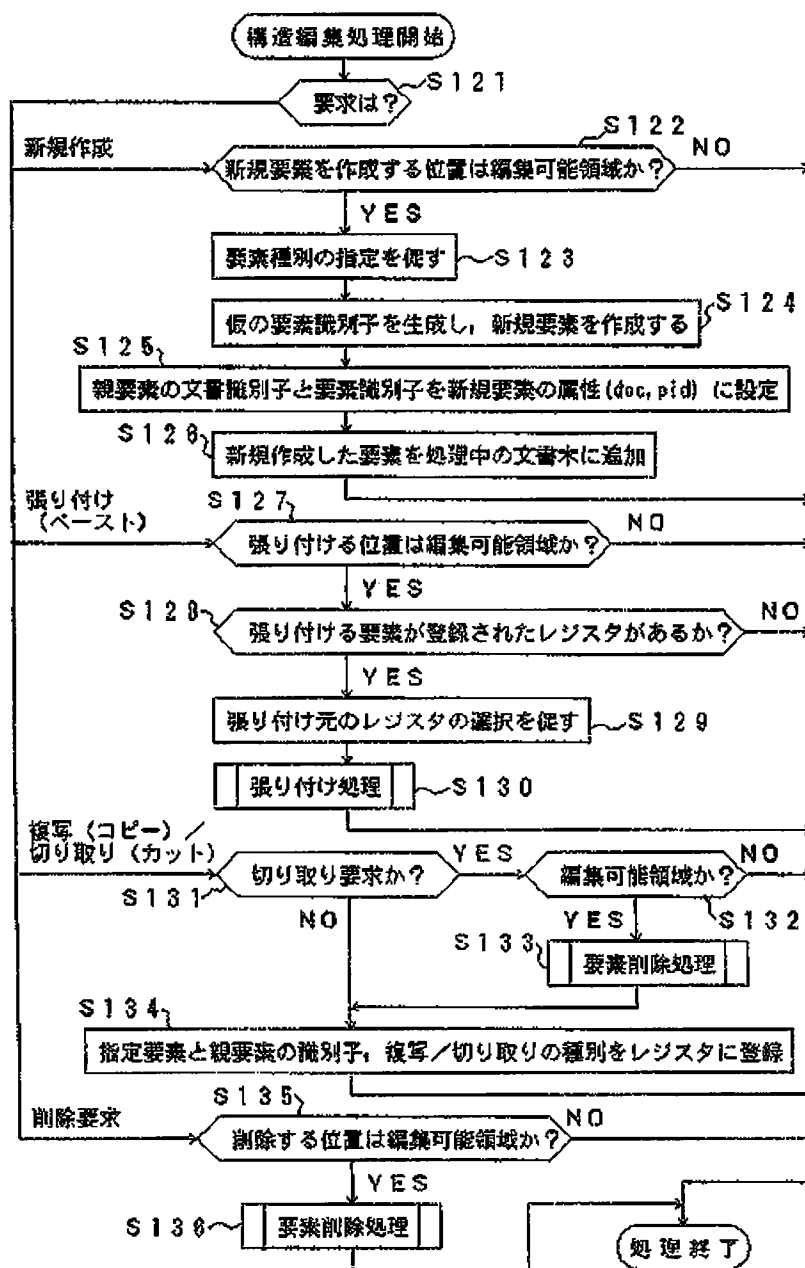 構造編集処理開始
S121
要求は?
S122
新規作成
新規要素を作成する位置は編集可能領域か?
NO
YES
要素種別の指定を促す
S123
仮の要素識別子を生成し,新規要素を作成する
S124
S125
親要素の文書識別子と要素識別子を新規要素の属性(doc,pid)に設定
S126
新規作成した要素を処理中の文書木に追加
張り付け
(ペースト)
S127
張り付ける位置は編集可能領域か?
NO
YES
S128
張り付ける要素が登録されたレジスタがあるか?
NO
YES
張り付け元のレジスタの選択を促す
S129
張り付け処理
S130
複写(コピー)/
切り取り(カット)
S131
切り取り要求か?
YES
編集可能領域か?
NO
S132
NO
YES
S133
要素削除処理
S134
指定要素と親要素の識別子,複写/切り取りの種別をレジスタに登録
S135
削除要求
削除する位置は編集可能領域か?
NO
YES
S136
要素削除処理
処理終了